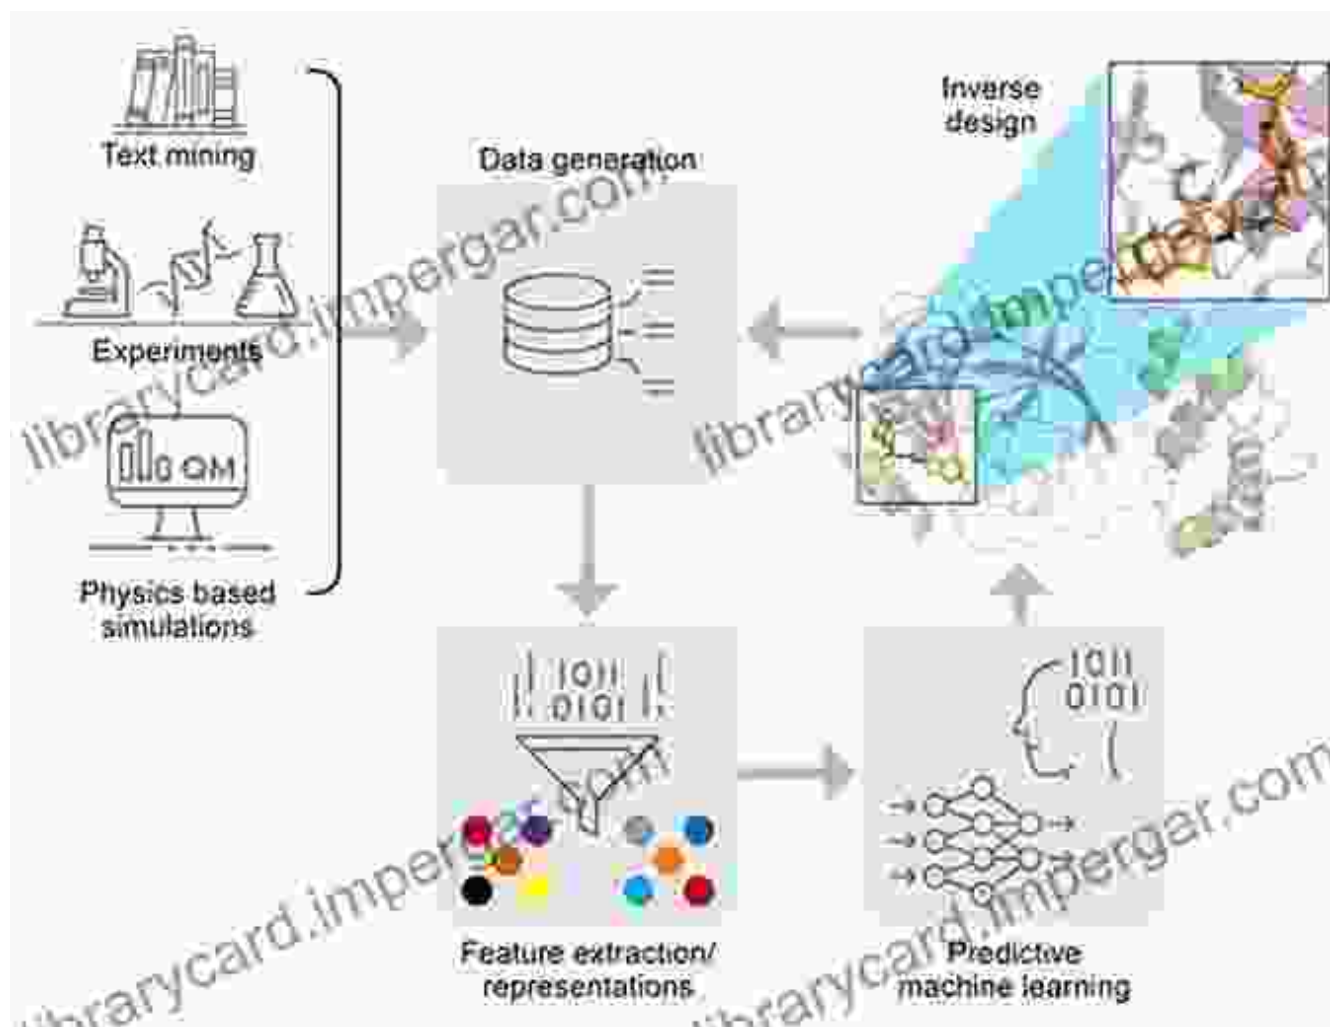 Text mining
Experiments
QM
Physics based
simulations
Data generation
Inverse
design
1011
0101
Feature extraction/
representations
1011
0101
Predictive
machine learning
librarycard.impergar.com
librarycard.impergar.com
librarycard.impergar.com
librarycard.impergar.com